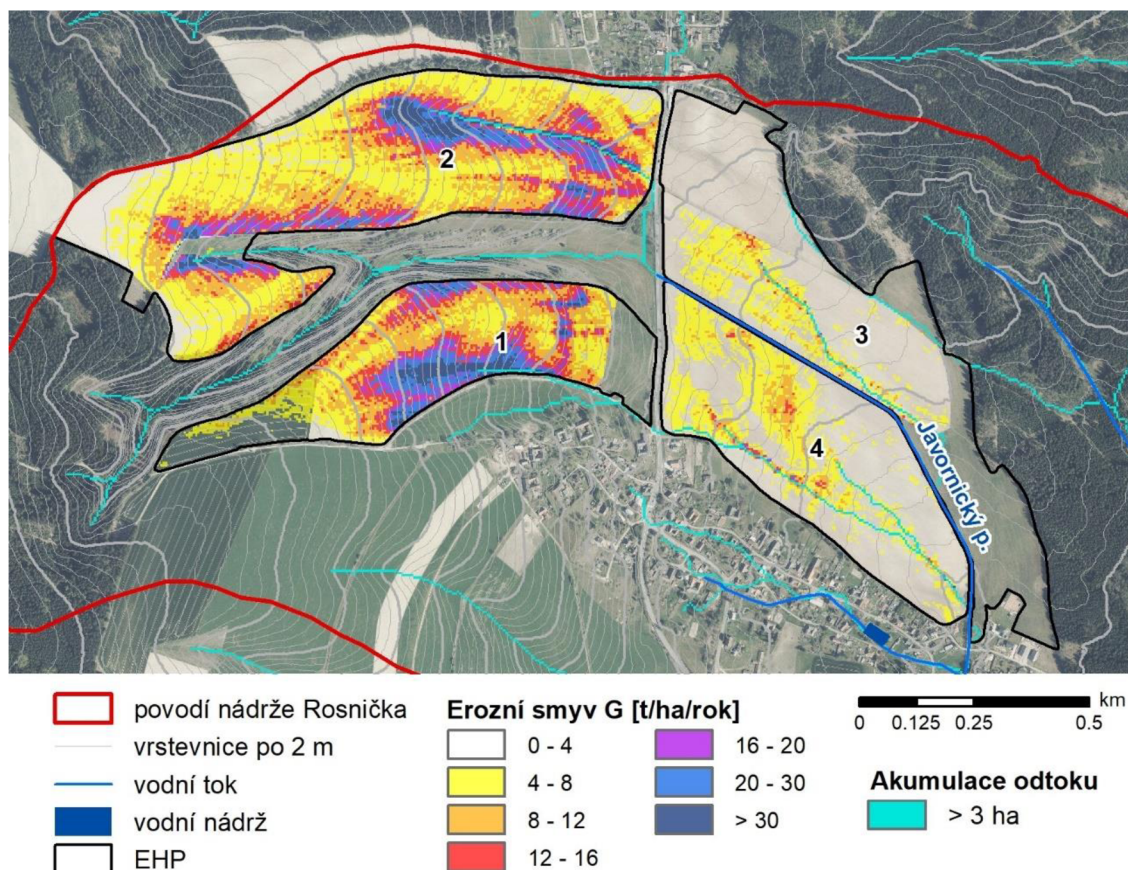 2
1
3
4
Javornický p.
povodí nádrže Rosnička
vrstevnice po 2 m
vodní tok
vodní nádrž
EHP
Erozní smyv G [t/ha/rok]
0 - 4
4 - 8
8 - 12
12 - 16
16 - 20
20 - 30
> 30
km
0 0.125 0.25 0.5
Akumulace odtoku
> 3 ha